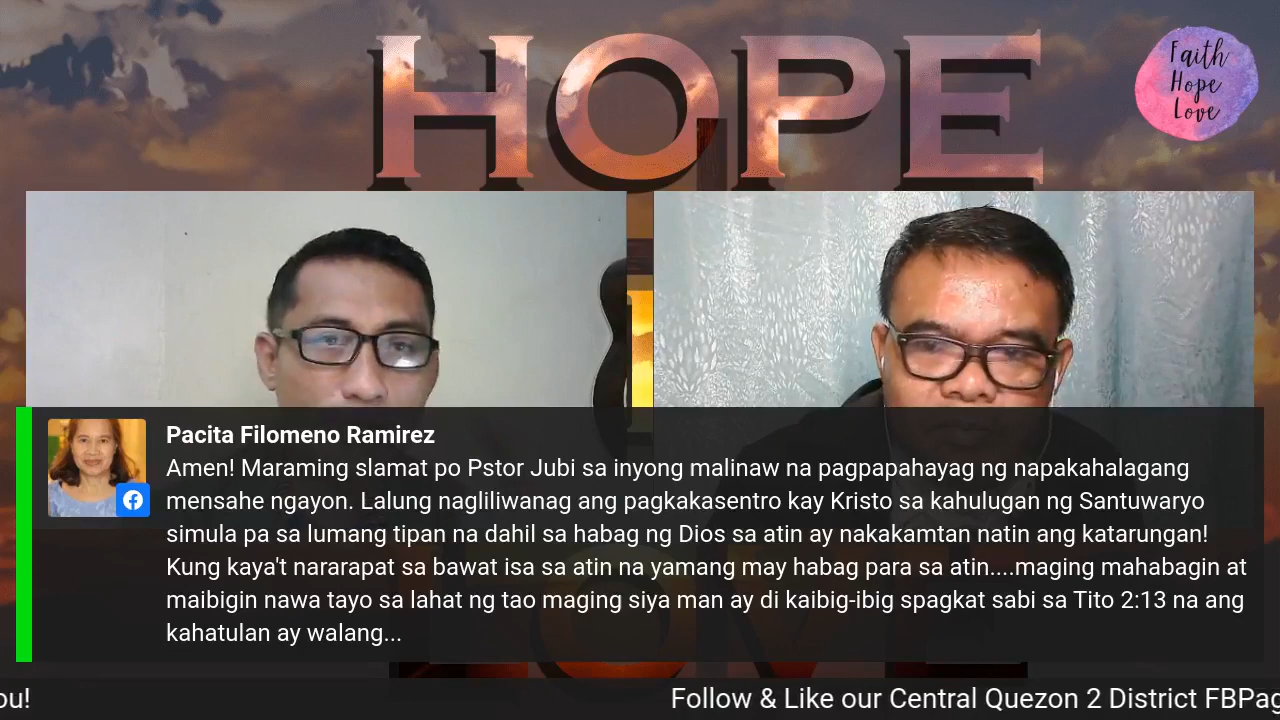 HOPE
Faith
Hope
Love
Pacita Filomeno Ramirez
Amen! Maraming slamat po Pstor Jubi sa inyong malinaw na pagpapahayag ng napakahalagang
mensahe ngayon. Lalung nagliliwanag ang pagkakasentro kay Kristo sa kahulugan ng Santuwaryo
simula pa sa lumang tipan na dahil sa habag ng Dios sa atin ay nakakamtan natin ang katarungan!
Kung kaya't nararapat sa bawat isa sa atin na yamang may habag para sa atin....maging mahabagin at
maibigin nawa tayo sa lahat ng tao maging siya man ay di kaibig-ibig spagkat sabi sa Tito 2:13 na ang
kahatulan ay walang...
ou! Follow & Like our Central Quezon 2 District FBPag